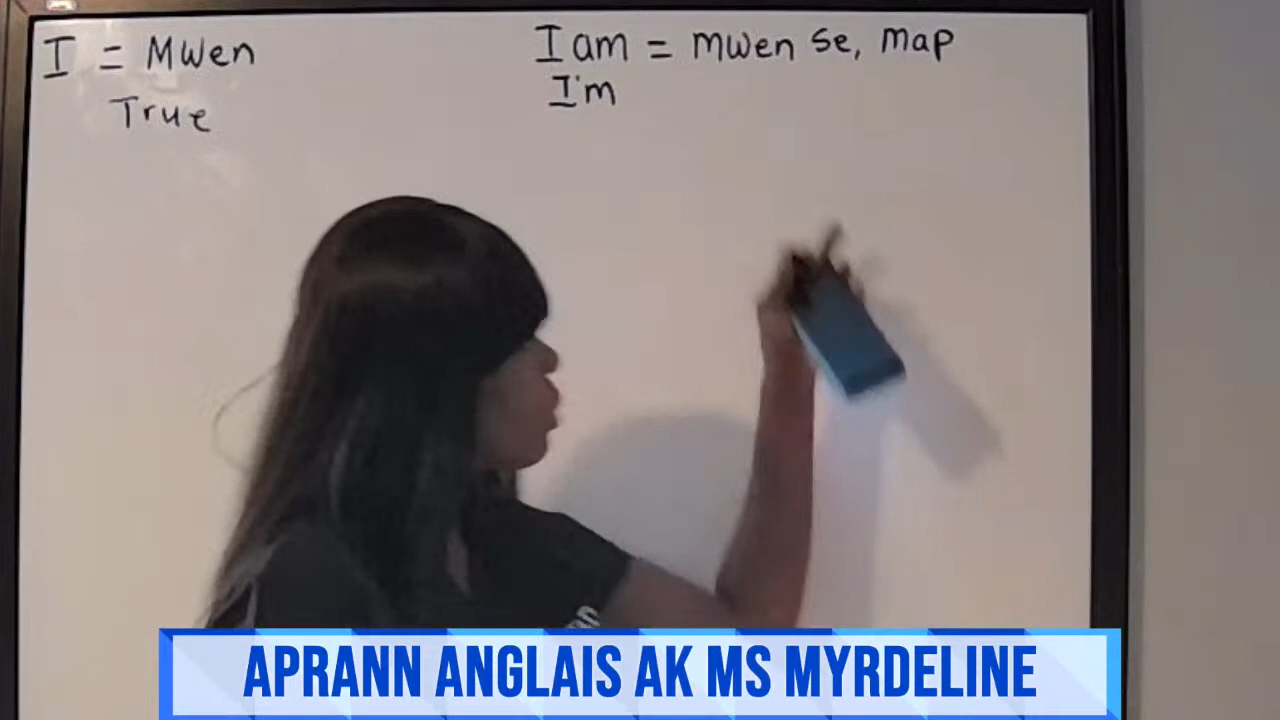 I = Mwen
True
I am = mwen se, map
I'm
APRANN ANGLAIS AK MS MYRDELINE